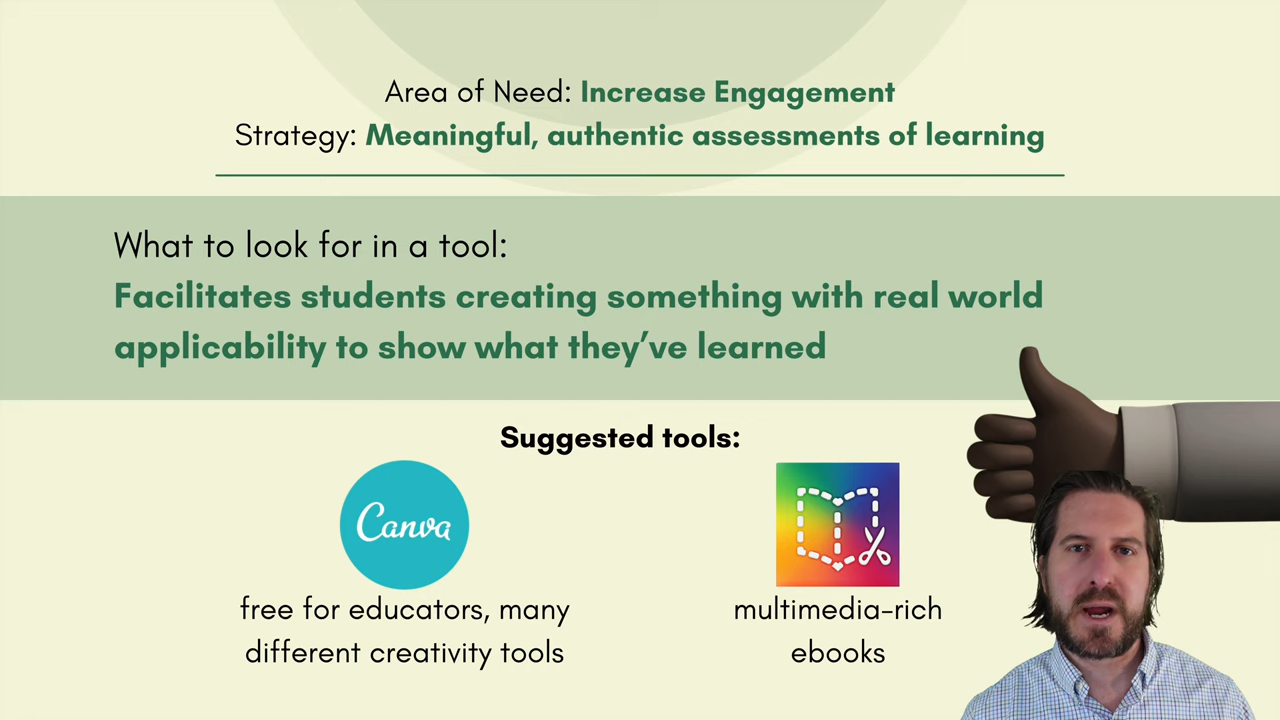 Area of Need: Increase Engagement
Strategy: Meaningful, authentic assessments of learning
What to look for in a tool:
Facilitates students creating something with real world
applicability to show what they’ve learned
Suggested tools:
Canva
free for educators, many
different creativity tools
multimedia-rich
ebooks